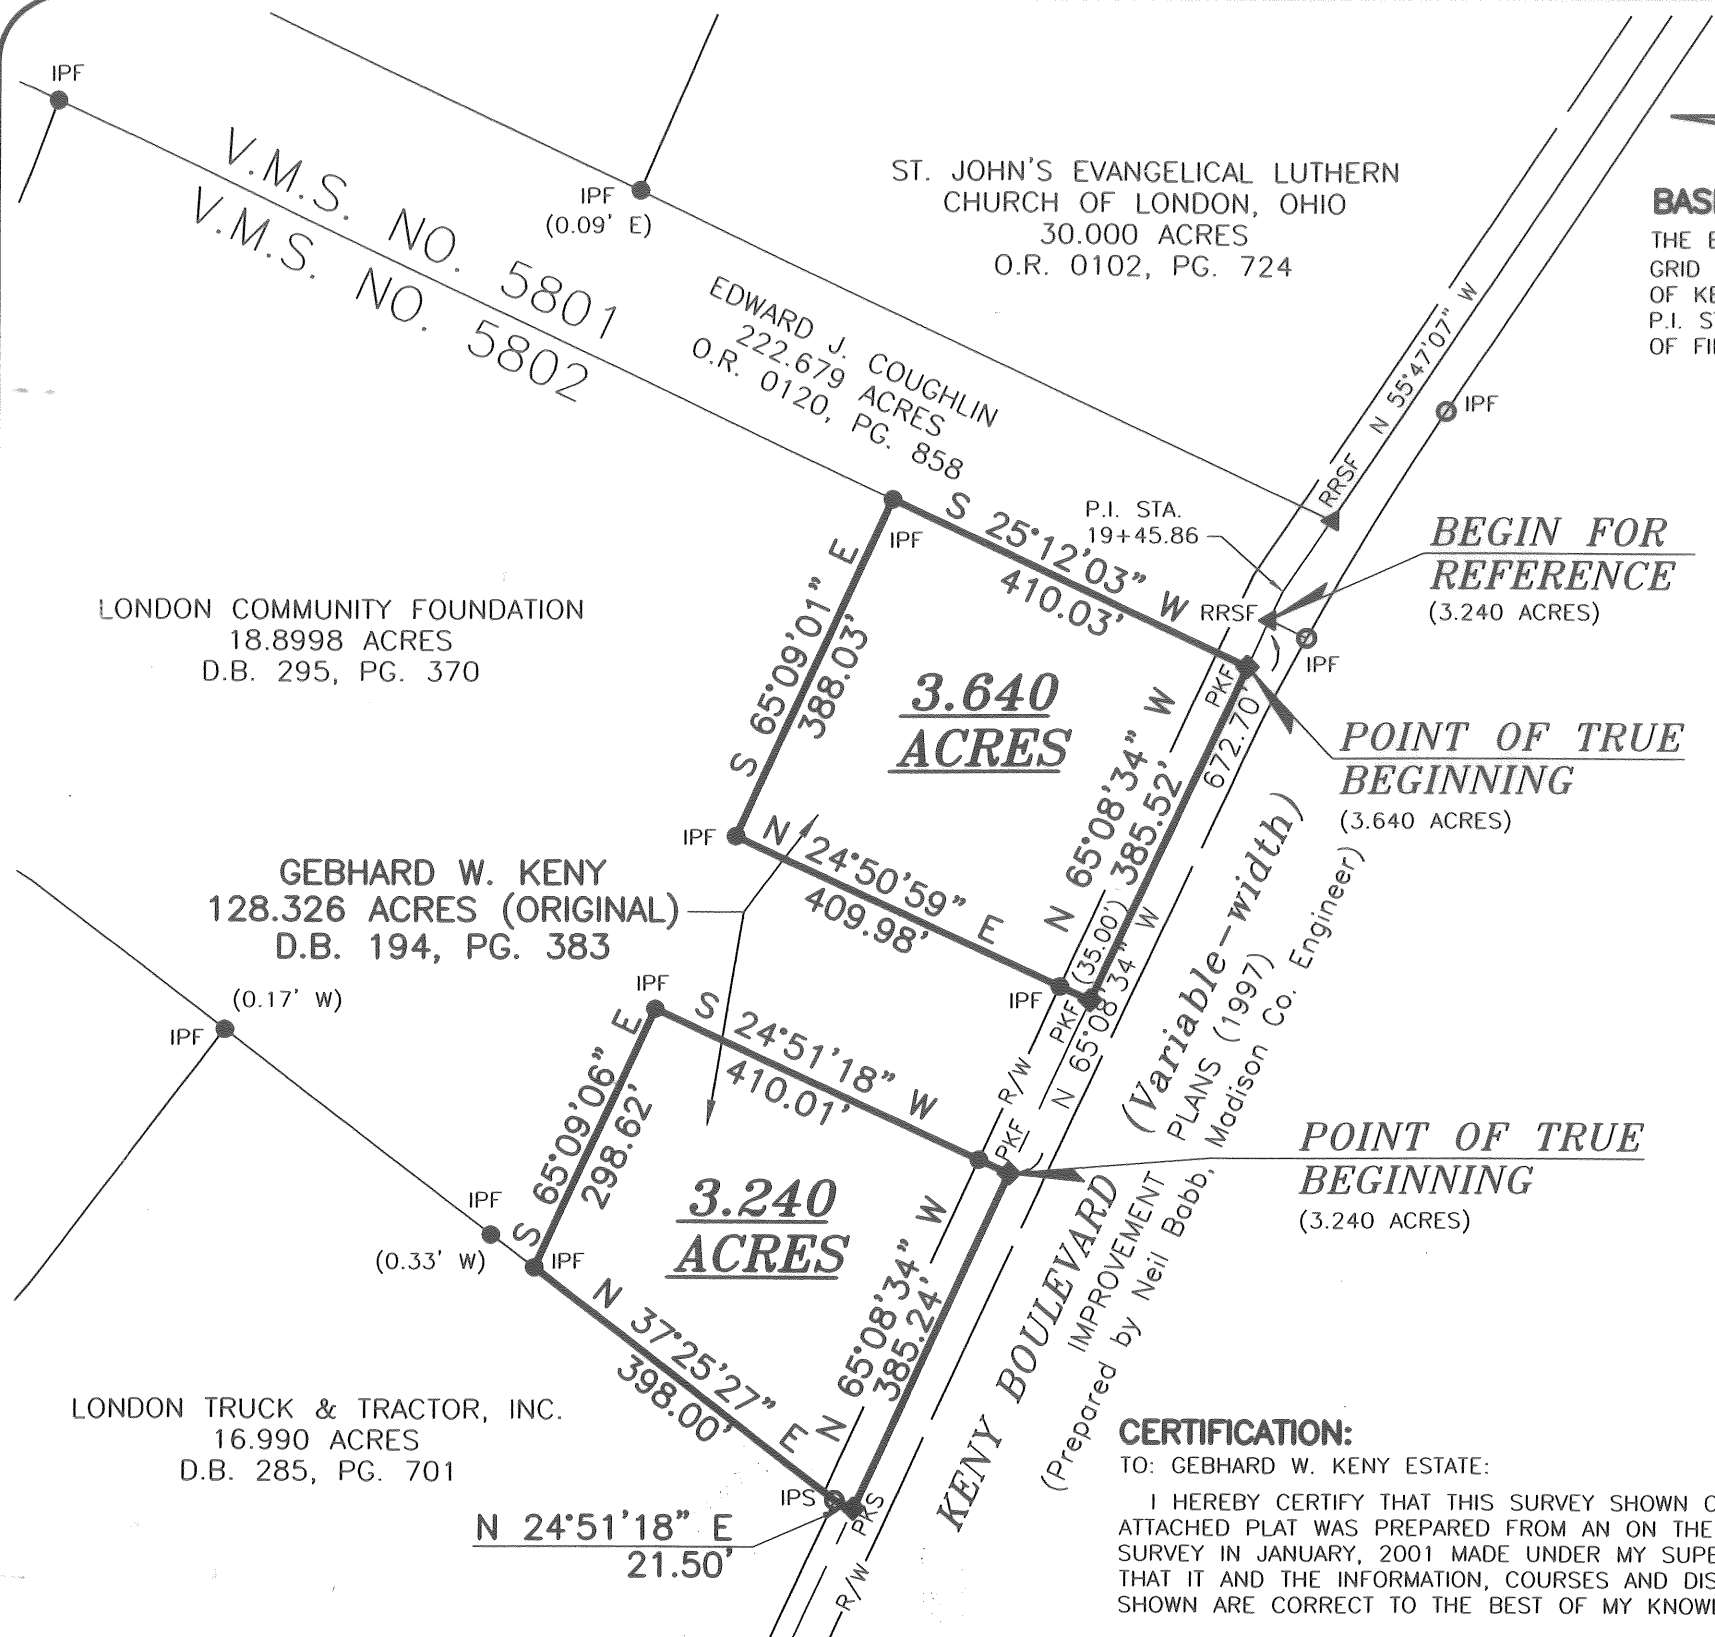 IPF
V.M.S. NO. 5801
V.M.S. NO. 5802
IPF
(0.09' E)
ST. JOHN'S EVANGELICAL LUTHERN
CHURCH OF LONDON, OHIO
30.000 ACRES
O.R. 0102, PG. 724
EDWARD J. COUGHLIN
222.679 ACRES
O.R. 0120, PG. 858
N 55°47'07" W
RRSF
IPF
THE
GRID
OF
P.I.
OF
P.I. STA.
19+45.86
BEGIN FOR
REFERENCE
(3.240 ACRES)
RRSF
IPF
IPF
S 25°12'03" W
410.03'
S 65°09'01" E
388.03'
LONDON COMMUNITY FOUNDATION
18.8998 ACRES
D.B. 295, PG. 370
3.640
ACRES
N 65°08'34" W
385.52'
PKF
672.70'
POINT OF TRUE
BEGINNING
(3.640 ACRES)
IPF
N 24°50'59" E
409.98'
GEBHARD W. KENY
128.326 ACRES (ORIGINAL)
D.B. 194, PG. 383
(35.00')
N 65°08'34" W
IPF
PKF
R/W
(0.17' W)
IPF
IPF
S 24°51'18" W
410.01'
PKF
S 65°09'06" E
298.62'
3.240
ACRES
N 65°08'34" W
385.24'
POINT OF TRUE
BEGINNING
(3.240 ACRES)
KENY BOULEVARD (Variable-width)
IMPROVEMENT PLANS (1997)
(Prepared by Neil Babb, Madison Co. Engineer)
IPF
(0.33' W)
IPF
N 37°25'27" E
398.00'
LONDON TRUCK & TRACTOR, INC.
16.990 ACRES
D.B. 285, PG. 701
IPS
PKS
N 24°51'18" E
21.50'
R/W
CERTIFICATION:
TO: GEBHARD W. KENY ESTATE:
I HEREBY CERTIFY THAT THIS SURVEY SHOWN
ATTACHED PLAT WAS PREPARED FROM AN ON THE
SURVEY IN JANUARY, 2001 MADE UNDER MY
THAT IT AND THE INFORMATION, COURSES AND
SHOWN ARE CORRECT TO THE BEST OF MY